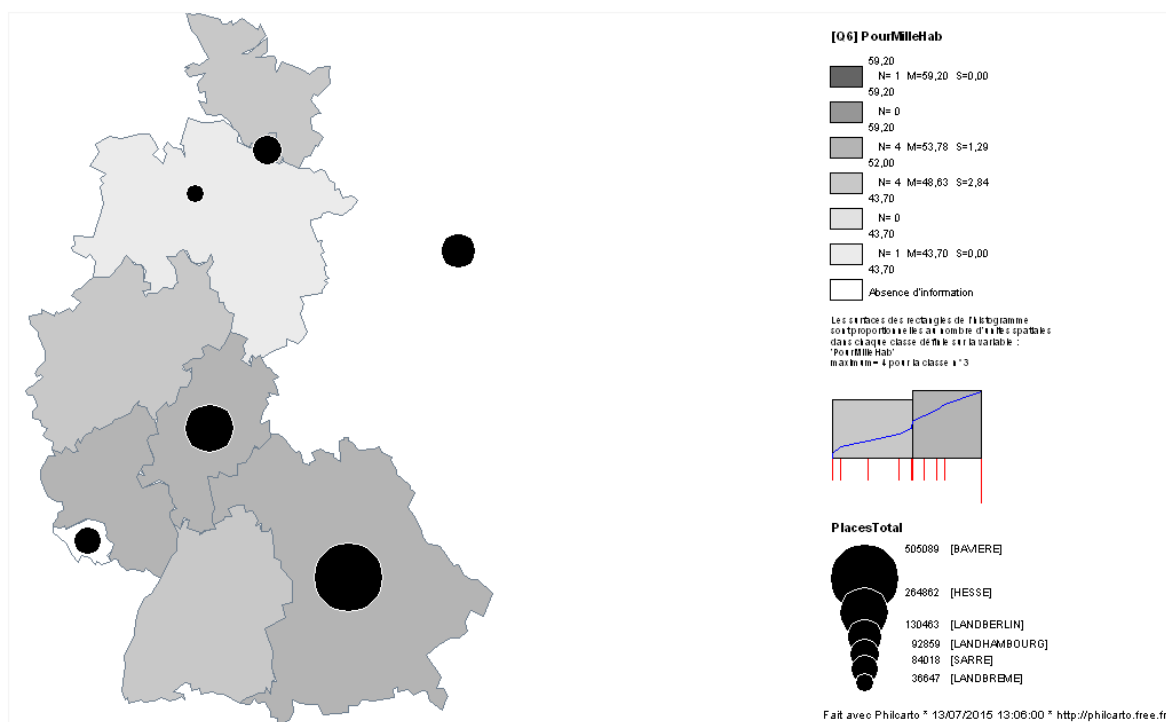 [Q6] PourMilleHab
59,20
N= 1 M=59,20 S=0,00
59,20
N= 0
59,20
N= 4 M=53,78 S=1,29
52,00
N= 4 M=48,63 S=2,84
43,70
N= 0
43,70
N= 1 M=43,70 S=0,00
43,70
Absence d'information
Les surfaces des rectangles de l'histogramme
sont proportionnelles au nombre d'unites spatiales
dans chaque classe définie sur la variable :
'PourMilleHab'
maximum= 4 pour la classe n°3
PlacesTotal
505089 [BAVIERE]
264862 [HESSE]
130463 [LANDBERLIN]
92859 [LANDHAMBOURG]
84018 [SARRE]
36647 [LANDBREME]
Fait avec Philcarto * 13/07/2015 13:06:00 * http://philcarto.free.fr